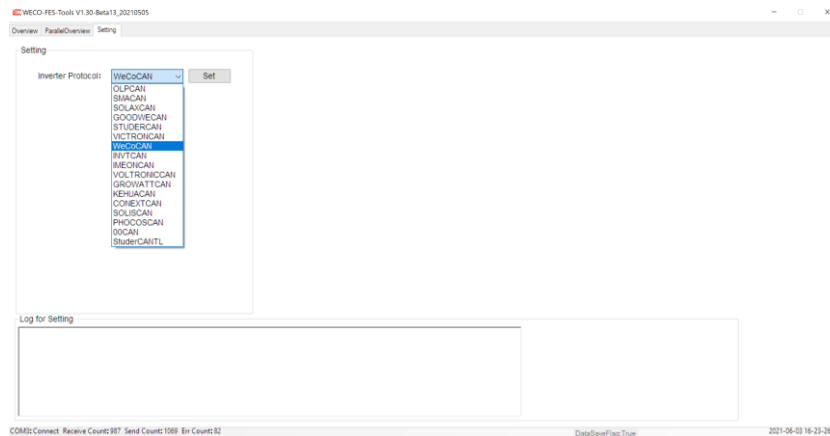 WECO-FES-Tools V1.30-Beta13_20210505
Overview ParallelOverview Setting
Setting
Inverter Protocol: WeCoCAN Set
OLPCAN
SMACAN
SOLAXCAN
GOODWECAN
STUDERCAN
VICTRONCAN
WeCoCAN
INVTCAN
IMEONCAN
VOLTRONICCAN
GROWATTCAN
KEHUACAN
CONEXTCAN
SOLISCAN
PHOCOSCAN
00CAN
StuderCANTL
Log for Setting
COM3: Connect Receive Count: 987 Send Count: 1069 Err Count: 82 DataSaveFlag:True 2021-06-03 16-23-26